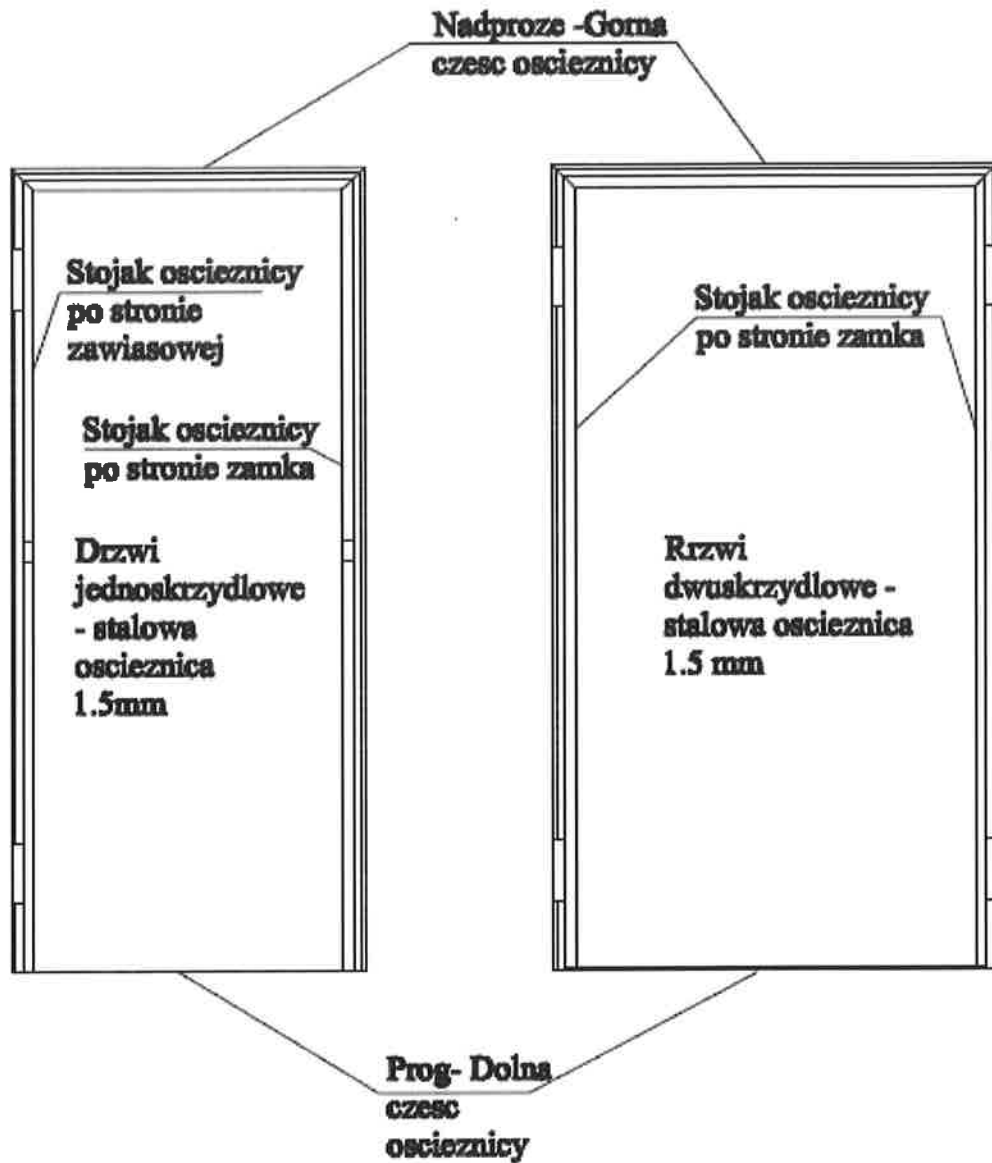 Nadproze -Gorna
czesc oscieznicy
Stojak oscieznicy
po stronie
zawiasowej
Stojak oscieznicy
po stronie zamka
Stojak oscieznicy
po stronie zamka
Drzwi
jednoskrzydlowe
- stalowa
oscieznica
1.5mm
Rrzwi
dwuskrzydlowe -
stalowa oscieznica
1.5 mm
Prog- Dolna
czesc
oscieznicy